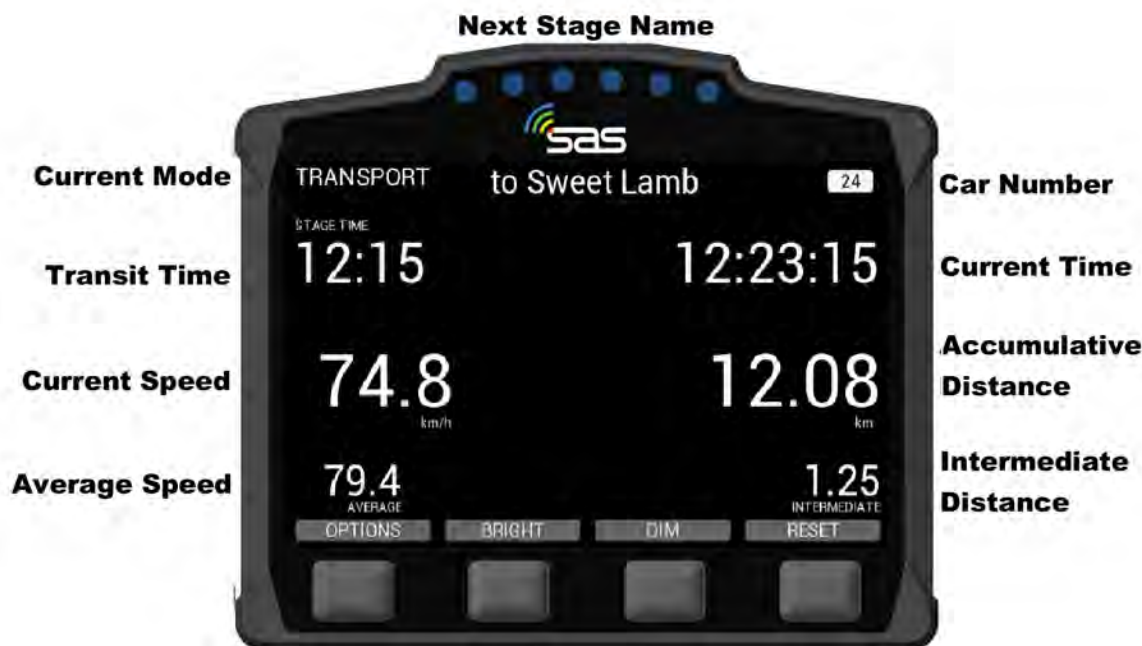 Next Stage Name
sas
Current Mode
TRANSPORT
to Sweet Lamb
24
Car Number
STAGE TIME
Transit Time
12:15
12:23:15
Current Time
Current Speed
74.8
km/h
12.08
km
Accumulative
Distance
Average Speed
79.4
AVERAGE
1.25
INTERMEDIATE
Intermediate
Distance
OPTIONS
BRIGHT
DIM
RESET